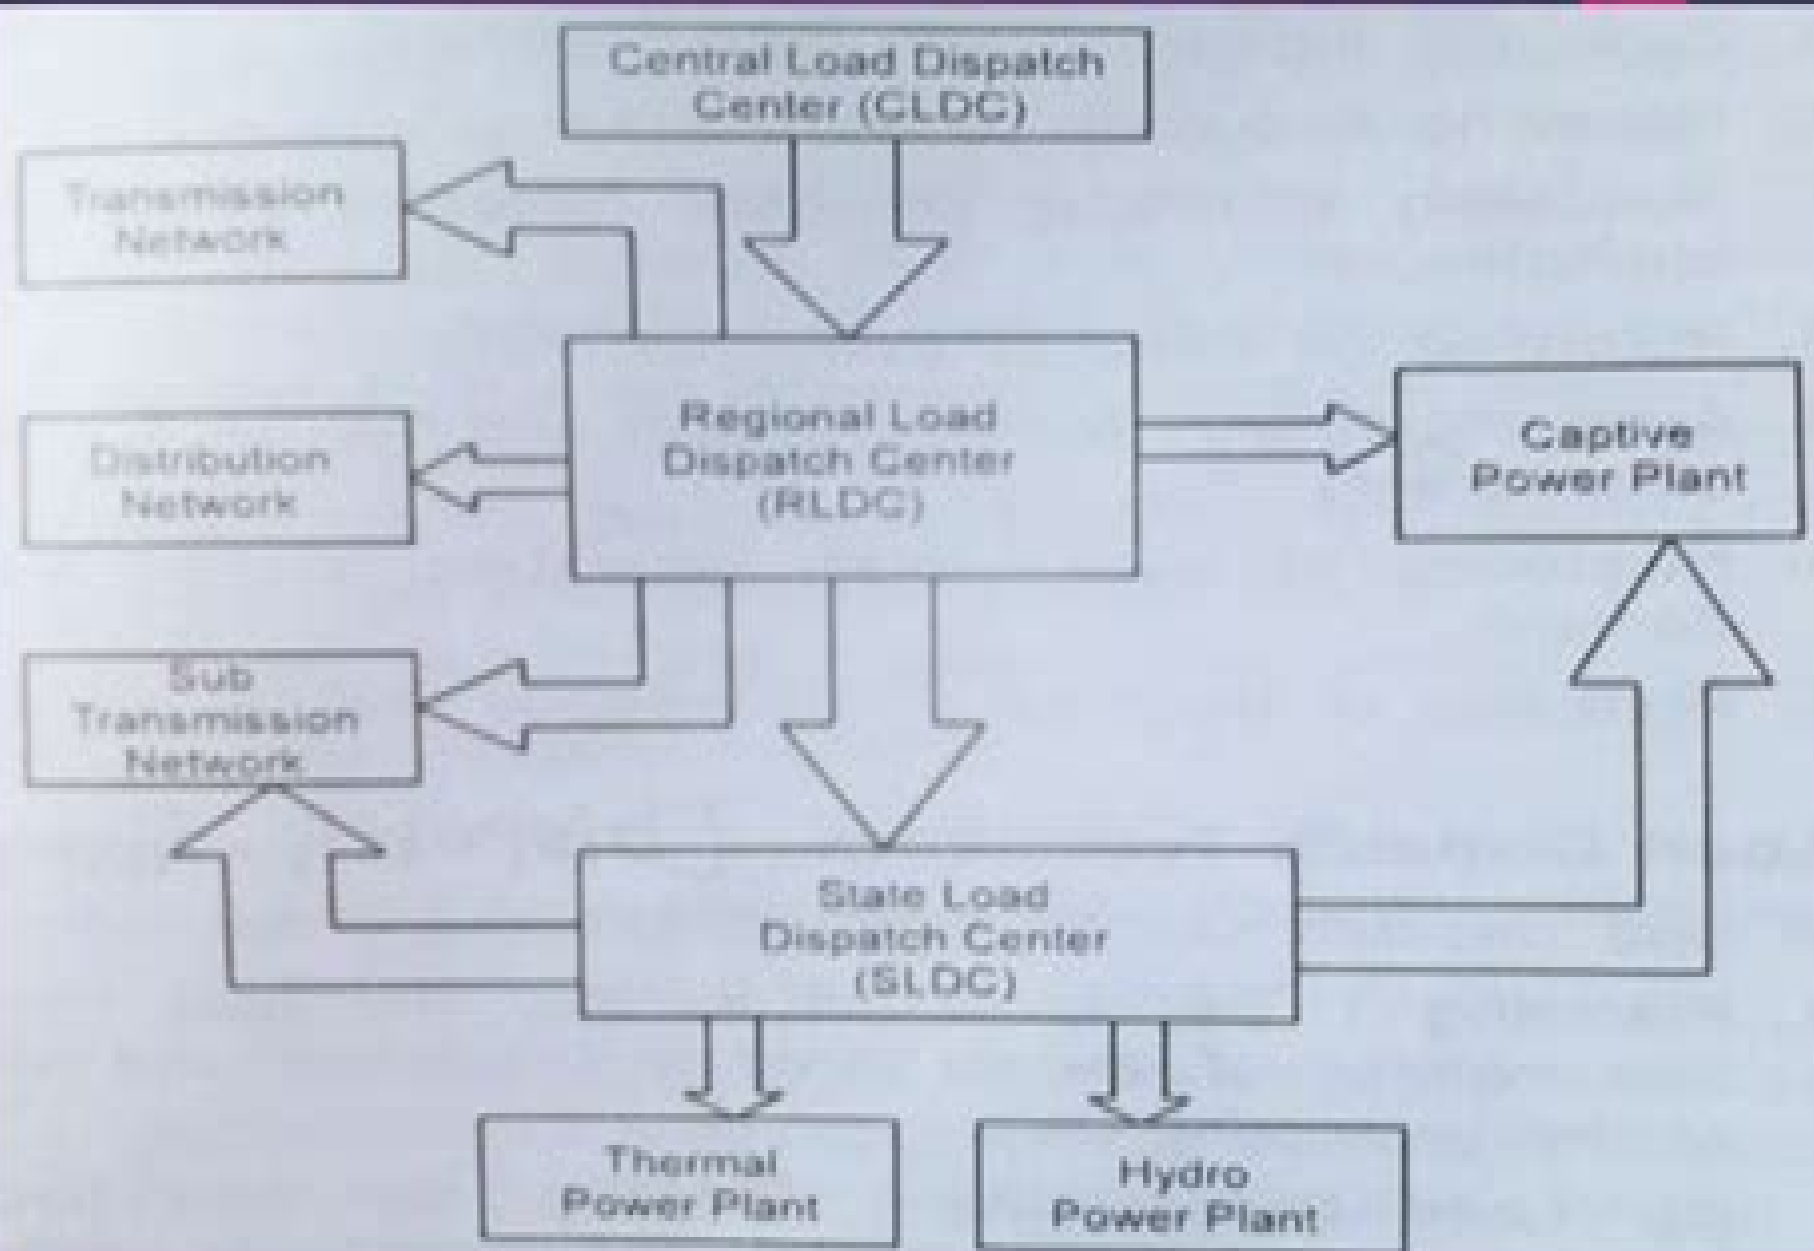 Central Load Dispatch
Center (CLDC)
Transmission
Network
Regional Load
Dispatch Center
(RLDC)
Captive
Power Plant
Distribution
Network
Sub
Transmission
Network
State Load
Dispatch Center
(SLDC)
Thermal
Power Plant
Hydro
Power Plant